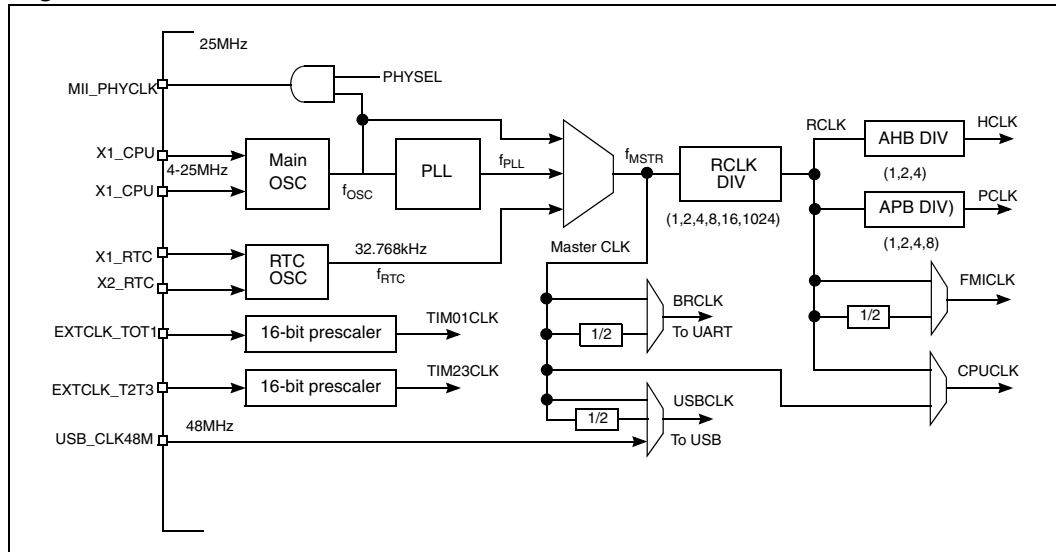 25MHz
MII_PHYCLK
PHYSEL
X1_CPU
4-25MHz
X1_CPU
Main
OSC
fOSC
PLL
fPLL
fMSTR
RCLK
DIV
(1,2,4,8,16,1024)
RCLK
AHB DIV
(1,2,4)
HCLK
APB DIV)
(1,2,4,8)
PCLK
X1_RTC
X2_RTC
RTC
OSC
32.768kHz
fRTC
Master CLK
1/2
FMICLK
1/2
BRCLK
To UART
EXTCLK_TOT1
16-bit prescaler
TIM01CLK
EXTCLK_T2T3
16-bit prescaler
TIM23CLK
CPUCLK
USB_CLK48M
48MHz
1/2
USBCLK
To USB